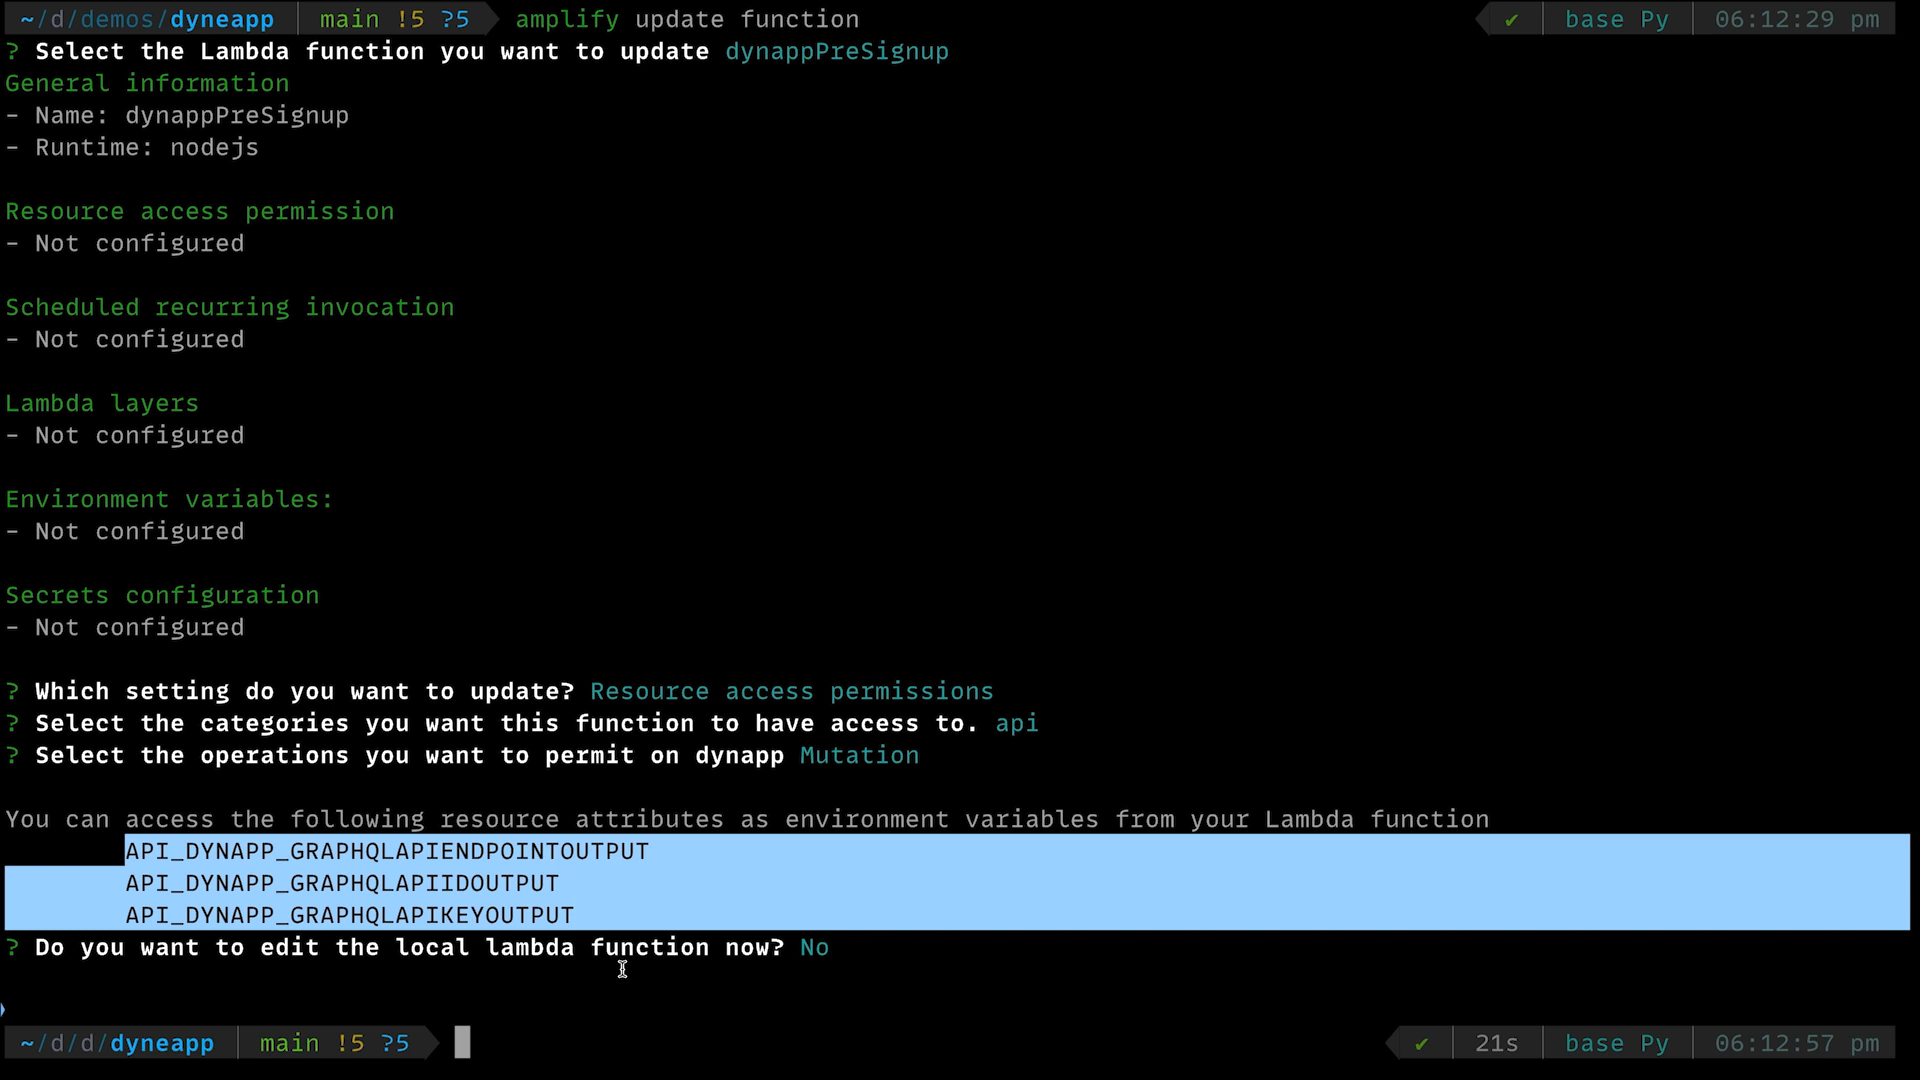 ~/d/demos/dyneapp main !5 ?5 amplify update function ✔ base Py 06:12:29 pm
? Select the Lambda function you want to update dynappPreSignup
General information
- Name: dynappPreSignup
- Runtime: nodejs
Resource access permission
- Not configured
Scheduled recurring invocation
- Not configured
Lambda layers
- Not configured
Environment variables:
- Not configured
Secrets configuration
- Not configured
? Which setting do you want to update? Resource access permissions
? Select the categories you want this function to have access to. api
? Select the operations you want to permit on dynapp Mutation
You can access the following resource attributes as environment variables from your Lambda function
API_DYNAPP_GRAPHQLAPIENDPOINTOUTPUT
API_DYNAPP_GRAPHQLAPIIDOUTPUT
API_DYNAPP_GRAPHQLAPIKEYOUTPUT
? Do you want to edit the local lambda function now? No
~/d/d/dyneapp main !5 ?5 ✔ 21s base Py 06:12:57 pm